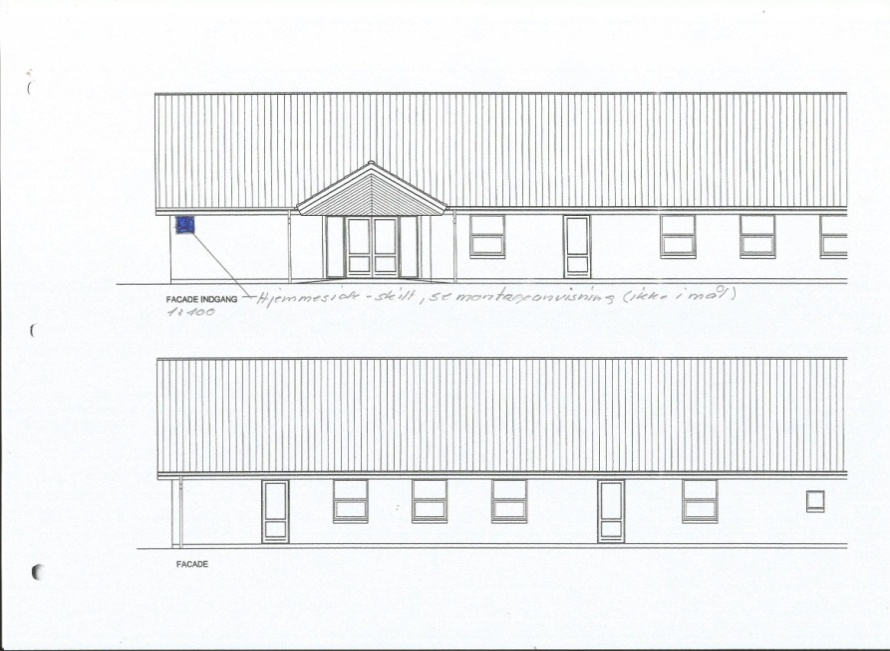 FACADE INDGANG
Hjemmeside - skilt, se montageanvisning (ikke i mål)
1:100
FACADE